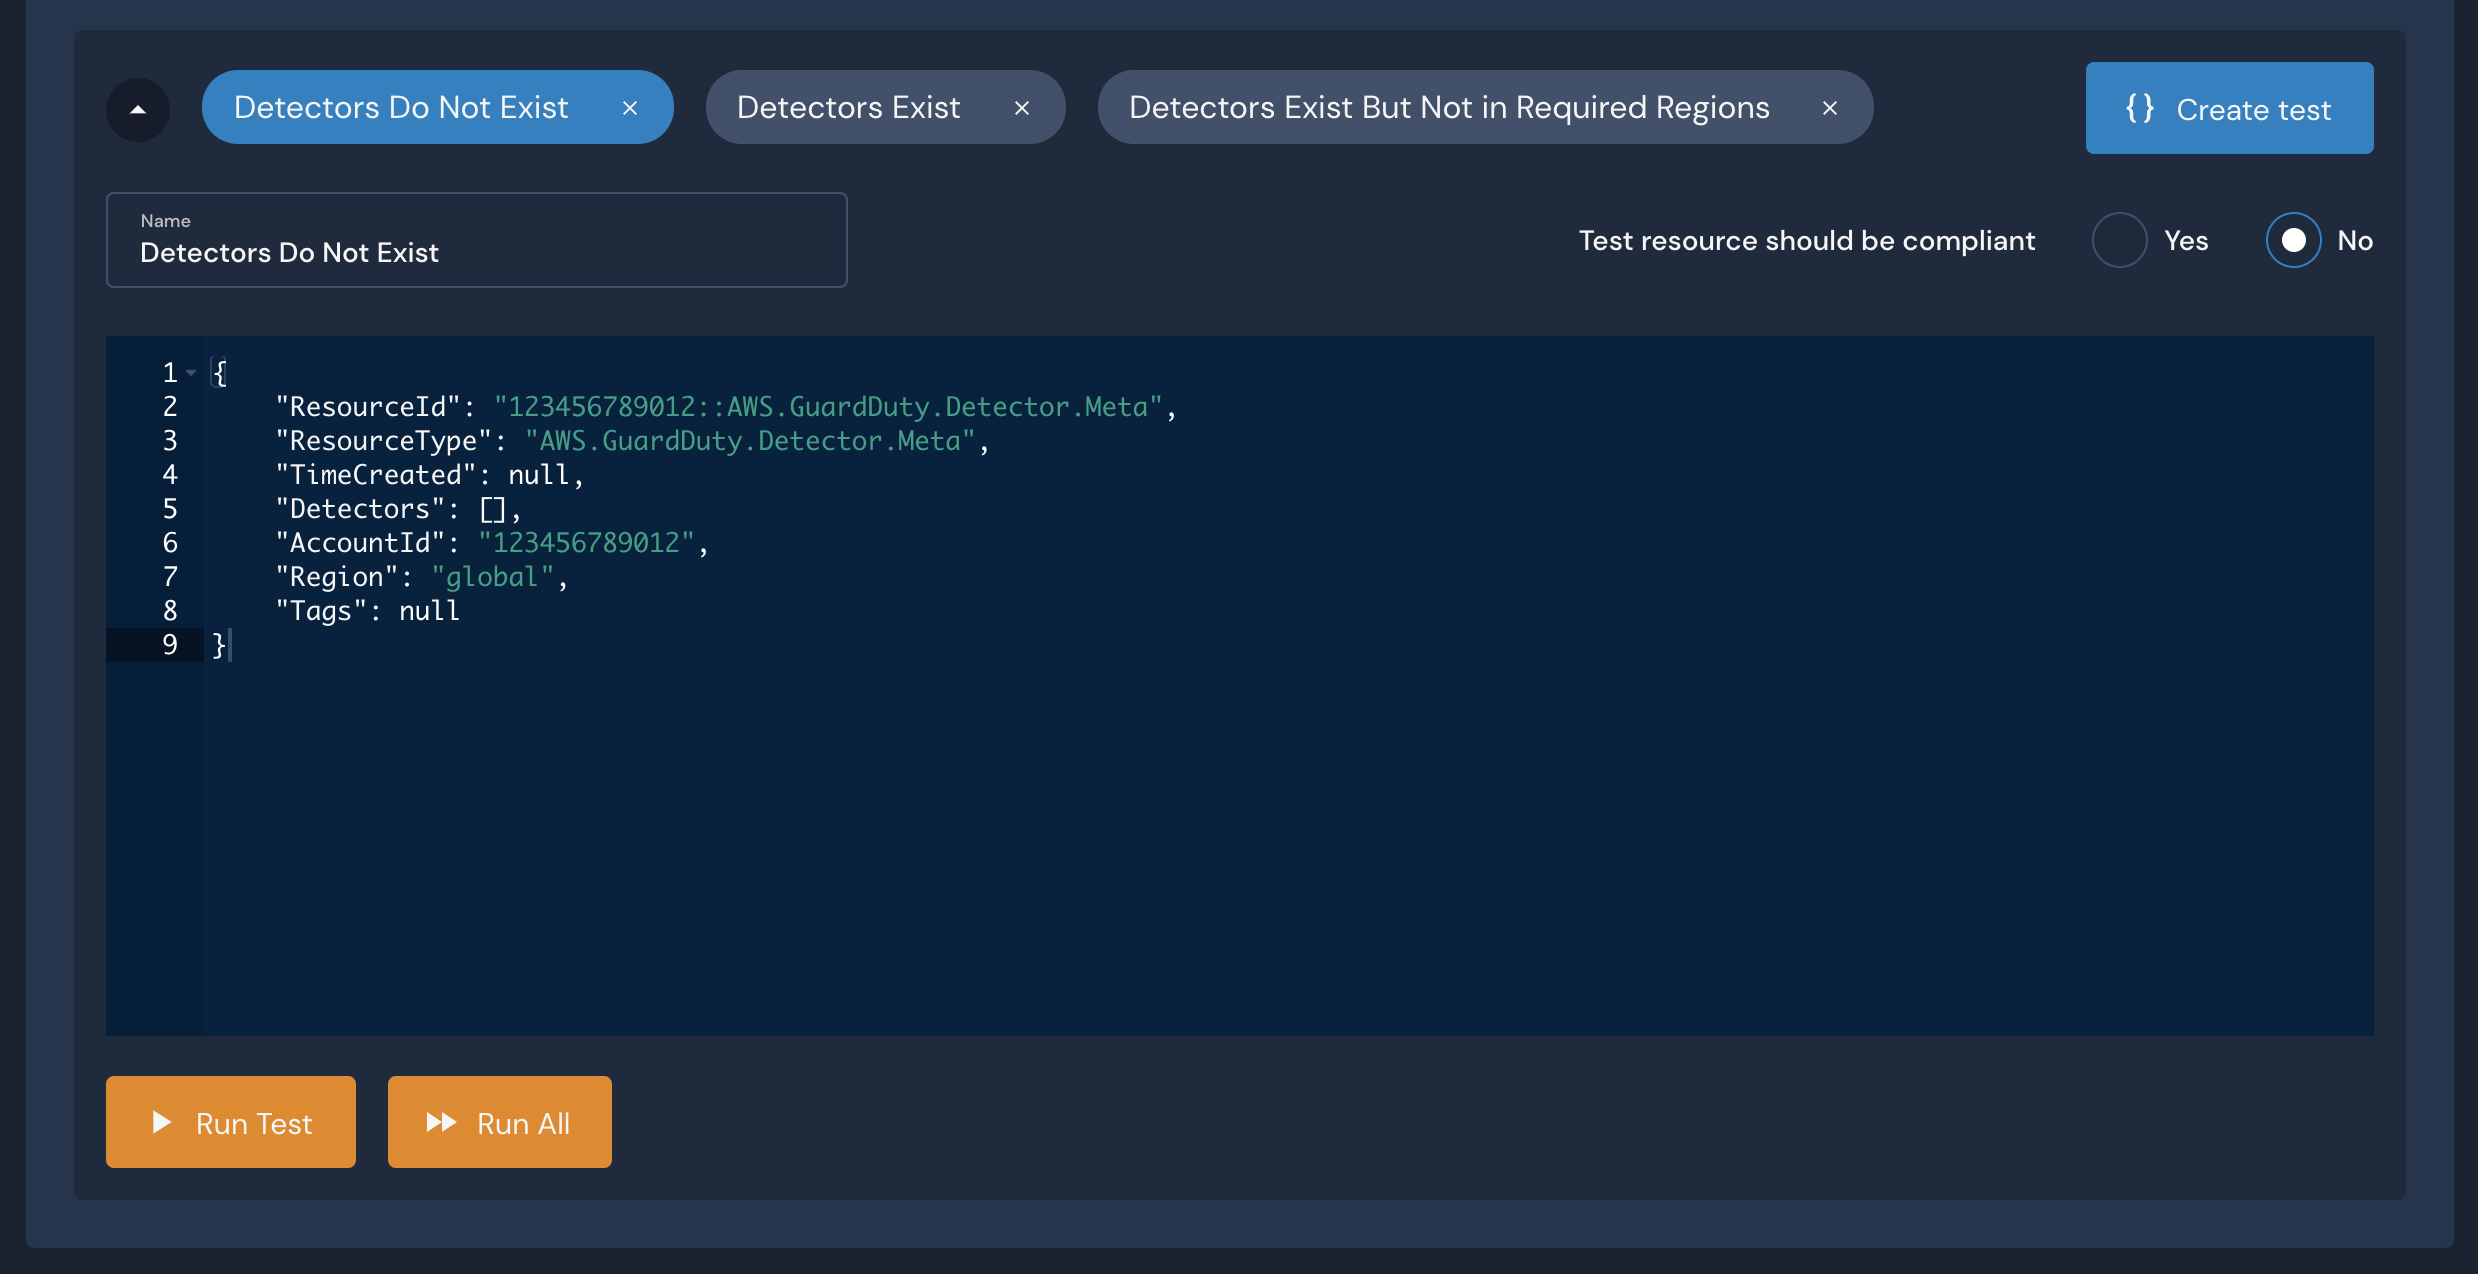 Detectors Do Not Exist ×
Detectors Exist ×
Detectors Exist But Not in Required Regions ×
{} Create test
Name
Detectors Do Not Exist
Test resource should be compliant
Yes
No
1 {
2     "ResourceId": "123456789012::AWS.GuardDuty.Detector.Meta",
3     "ResourceType": "AWS.GuardDuty.Detector.Meta",
4     "TimeCreated": null,
5     "Detectors": [],
6     "AccountId": "123456789012",
7     "Region": "global",
8     "Tags": null
9 }
Run Test
Run All